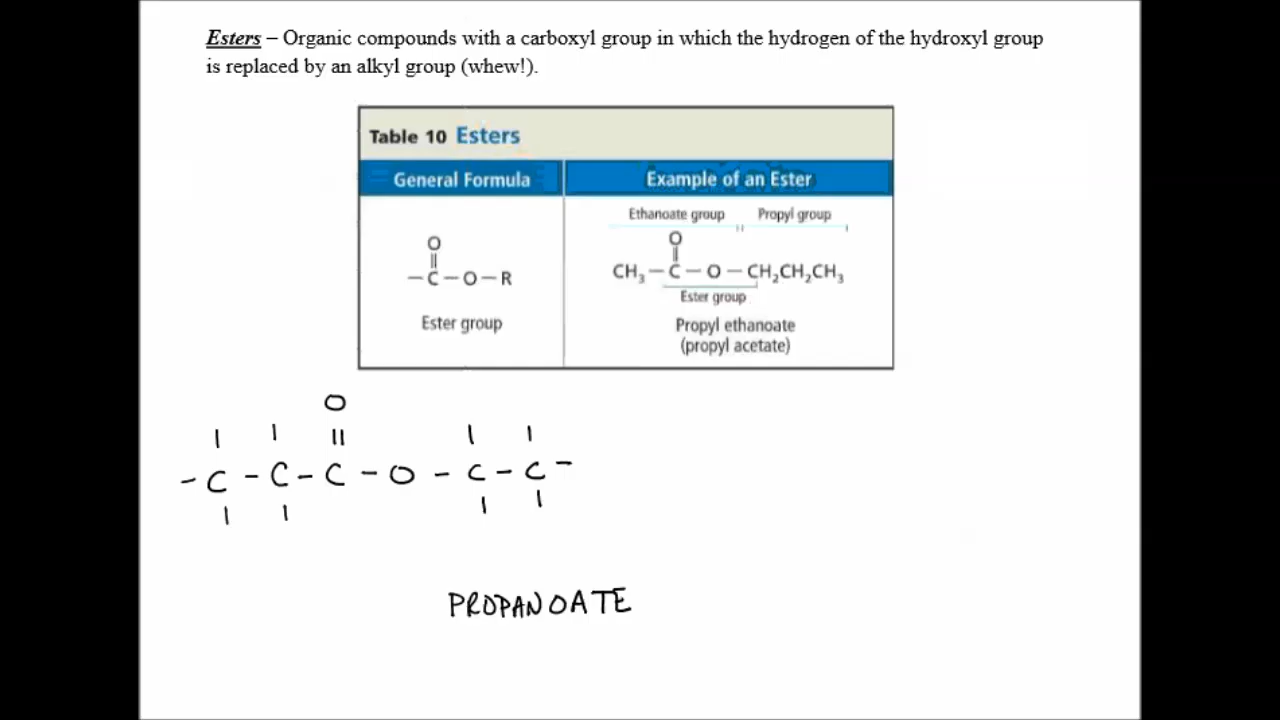 Esters – Organic compounds with a carboxyl group in which the hydrogen of the hydroxyl group
is replaced by an alkyl group (whew!).
Table 10 Esters
General Formula
Example of an Ester
O
||
—C—O—R
Ester group
Ethanoate group Propyl group
O
||
CH₃—C—O—CH₂CH₂CH₃
Ester group
Propyl ethanoate
(propyl acetate)
O
| | || | |
-C-C-C-O-C-C-
| | | |
PROPANOATE